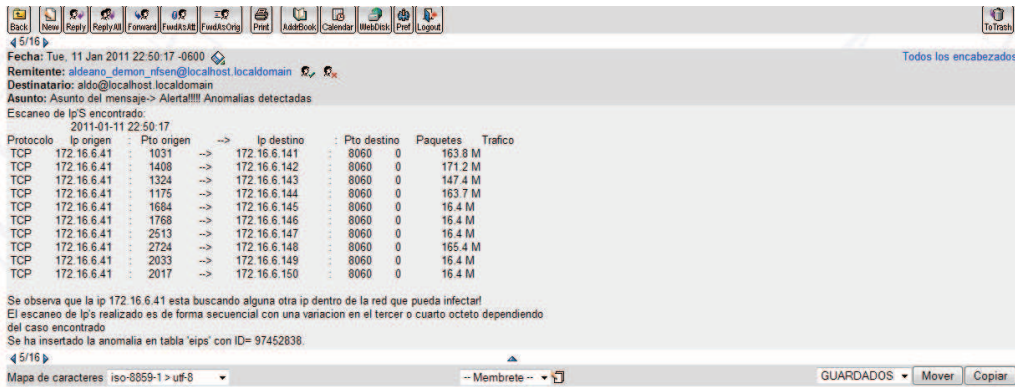 Back New Reply ReplyAll Forward FwdAsAtt FwdAsOrig Print AddrBook Calendar WebDisk Pref Logout ToTrash
5/16
Fecha: Tue, 11 Jan 2011 22:50:17 -0600 Todos los encabezados
Remitente: aldeano_demon_nfsen@localhost.localdomain
Destinatario: aldo@localhost.localdomain
Asunto: Asunto del mensaje-> Alerta!!!!! Anomalias detectadas
Escaneo de Ip'S encontrado:
2011-01-11 22:50:17
Protocolo Ip origen : Pto origen --> Ip destino : Pto destino Paquetes Trafico
TCP 172.16.6.41 : 1031 --> 172.16.6.141 : 8060 0 163.8 M
TCP 172.16.6.41 : 1408 --> 172.16.6.142 : 8060 0 171.2 M
TCP 172.16.6.41 : 1324 --> 172.16.6.143 : 8060 0 147.4 M
TCP 172.16.6.41 : 1175 --> 172.16.6.144 : 8060 0 163.7 M
TCP 172.16.6.41 : 1684 --> 172.16.6.145 : 8060 0 16.4 M
TCP 172.16.6.41 : 1768 --> 172.16.6.146 : 8060 0 16.4 M
TCP 172.16.6.41 : 2513 --> 172.16.6.147 : 8060 0 16.4 M
TCP 172.16.6.41 : 2724 --> 172.16.6.148 : 8060 0 165.4 M
TCP 172.16.6.41 : 2033 --> 172.16.6.149 : 8060 0 16.4 M
TCP 172.16.6.41 : 2017 --> 172.16.6.150 : 8060 0 16.4 M
Se observa que la ip 172.16.6.41 esta buscando alguna otra ip dentro de la red que pueda infectar!
El escaneo de Ip's realizado es de forma secuencial con una variacion en el tercer o cuarto octeto dependiendo
del caso encontrado
Se ha insertado la anomalia en tabla 'eips' con ID= 97452838.
5/16
Mapa de caracteres iso-8859-1 > utf-8 -- Membrete -- GUARDADOS Mover Copiar